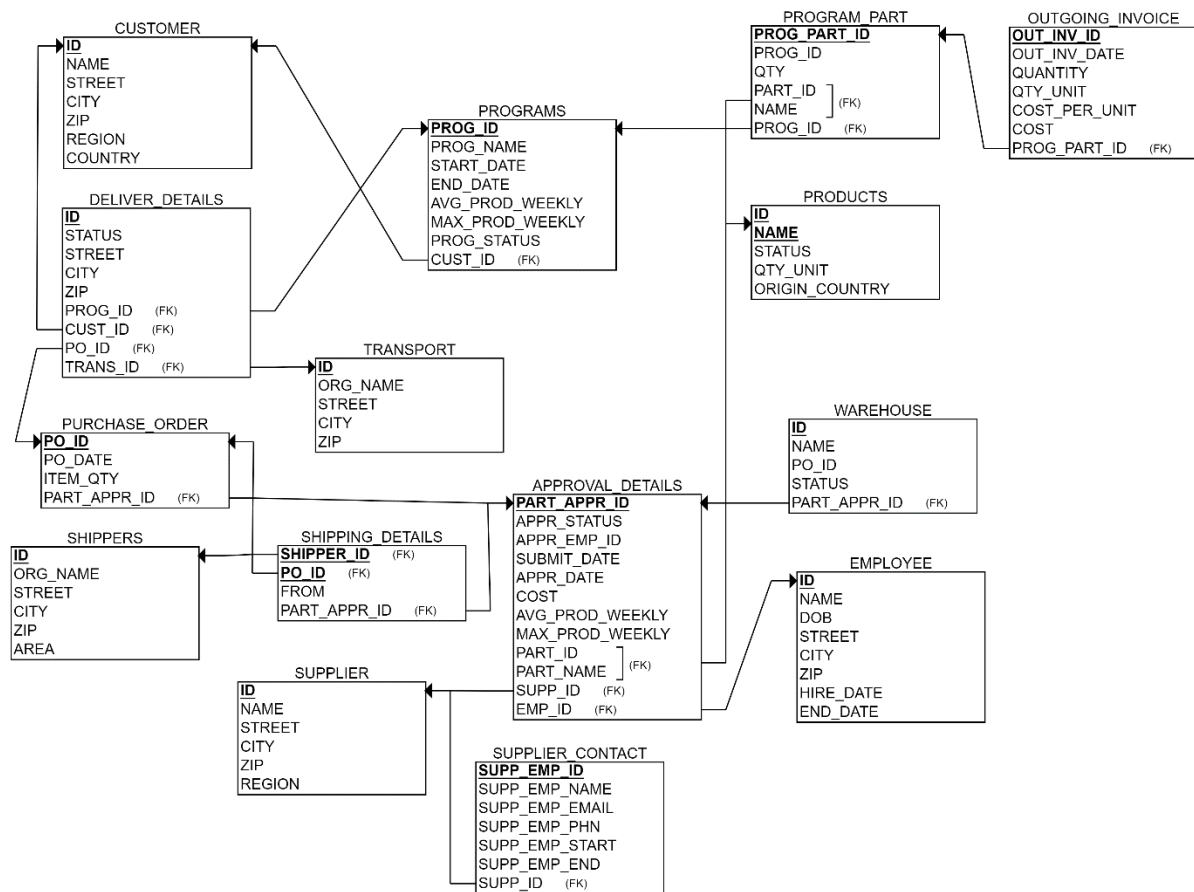 CUSTOMER
ID
NAME
STREET
CITY
ZIP
REGION
COUNTRY
DELIVER_DETAILS
ID
STATUS
STREET
CITY
ZIP
PROG_ID (FK)
CUST_ID (FK)
PO_ID (FK)
TRANS_ID (FK)
PROGRAMS
PROG_ID
PROG_NAME
START_DATE
END_DATE
AVG_PROD_WEEKLY
MAX_PROD_WEEKLY
PROG_STATUS
CUST_ID (FK)
PROGRAM_PART
PROG_PART_ID
PROG_ID
QTY
PART_ID
NAME
(FK)
PROG_ID (FK)
OUTGOING_INVOICE
OUT_INV_ID
OUT_INV_DATE
QUANTITY
QTY_UNIT
COST_PER_UNIT
COST
PROG_PART_ID (FK)
PRODUCTS
ID
NAME
STATUS
QTY_UNIT
ORIGIN_COUNTRY
TRANSPORT
ID
ORG_NAME
STREET
CITY
ZIP
PURCHASE_ORDER
PO_ID
PO_DATE
ITEM_QTY
PART_APPR_ID (FK)
WAREHOUSE
ID
NAME
PO_ID
STATUS
PART_APPR_ID (FK)
SHIPPERS
ID
ORG_NAME
STREET
CITY
ZIP
AREA
SHIPPING_DETAILS
SHIPPER_ID (FK)
PO_ID (FK)
FROM
PART_APPR_ID (FK)
APPROVAL_DETAILS
PART_APPR_ID
APPR_STATUS
APPR_EMP_ID
SUBMIT_DATE
APPR_DATE
COST
AVG_PROD_WEEKLY
MAX_PROD_WEEKLY
PART_ID
PART_NAME
(FK)
SUPP_ID (FK)
EMP_ID (FK)
EMPLOYEE
ID
NAME
DOB
STREET
CITY
ZIP
HIRE_DATE
END_DATE
SUPPLIER
ID
NAME
STREET
CITY
ZIP
REGION
SUPPLIER_CONTACT
SUPP_EMP_ID
SUPP_EMP_NAME
SUPP_EMP_EMAIL
SUPP_EMP_PHN
SUPP_EMP_START
SUPP_EMP_END
SUPP_ID (FK)